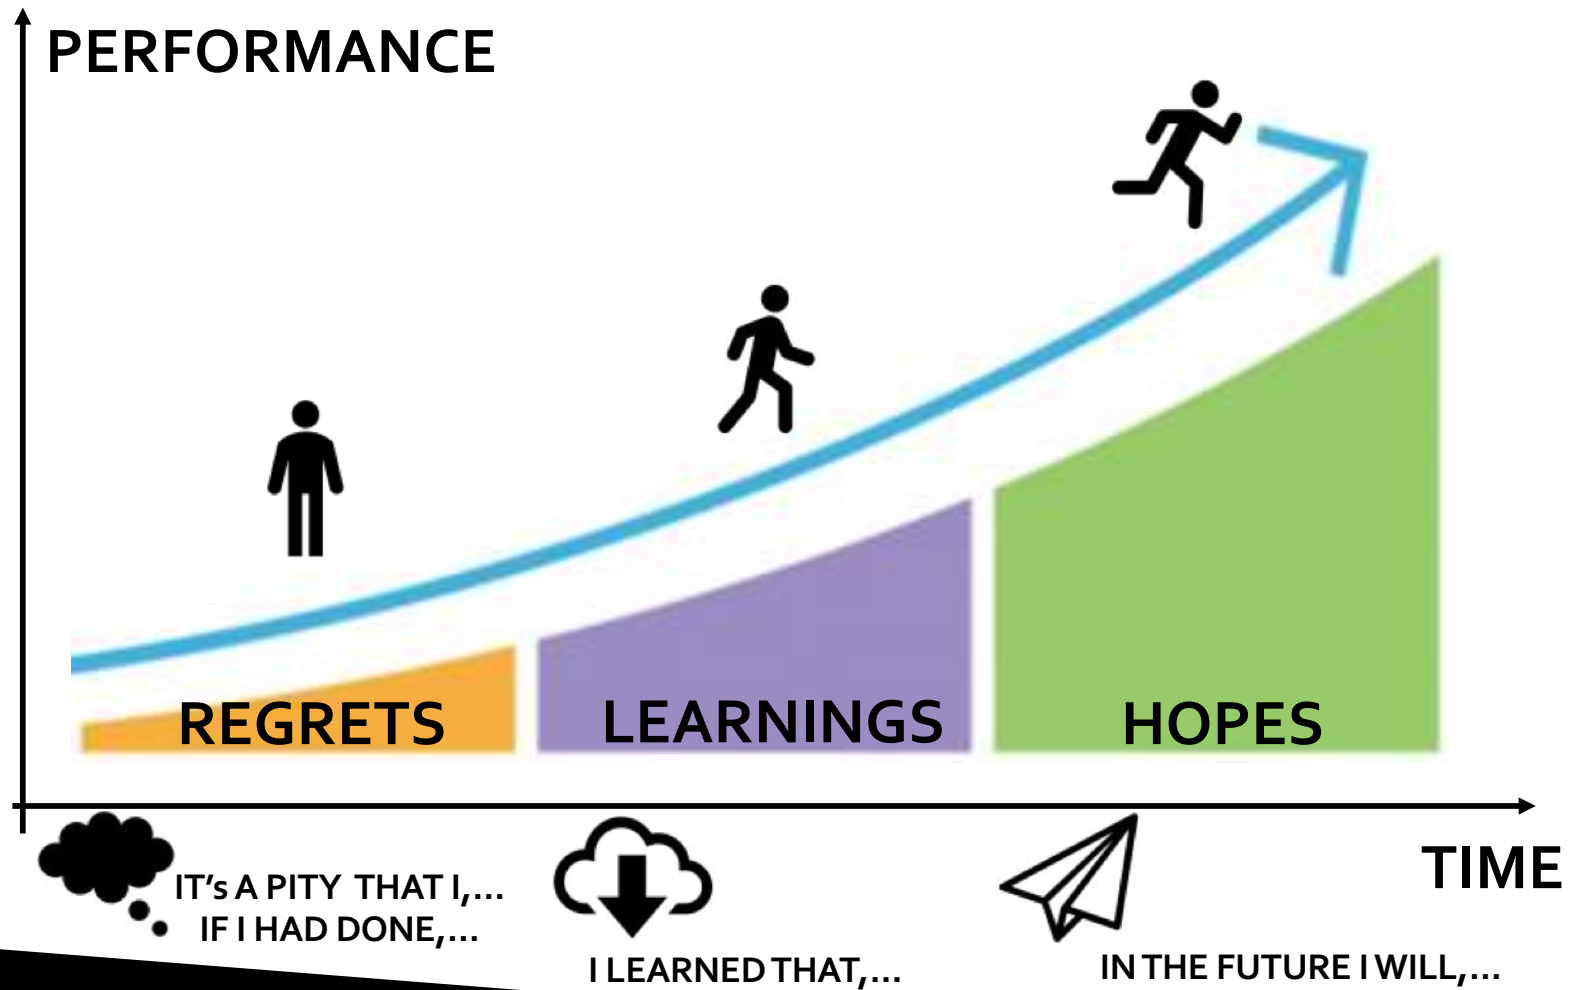 PERFORMANCE
REGRETS
LEARNINGS
HOPES
TIME
IT's A PITY THAT I,...
IF I HAD DONE,...
I LEARNED THAT,...
IN THE FUTURE I WILL,...